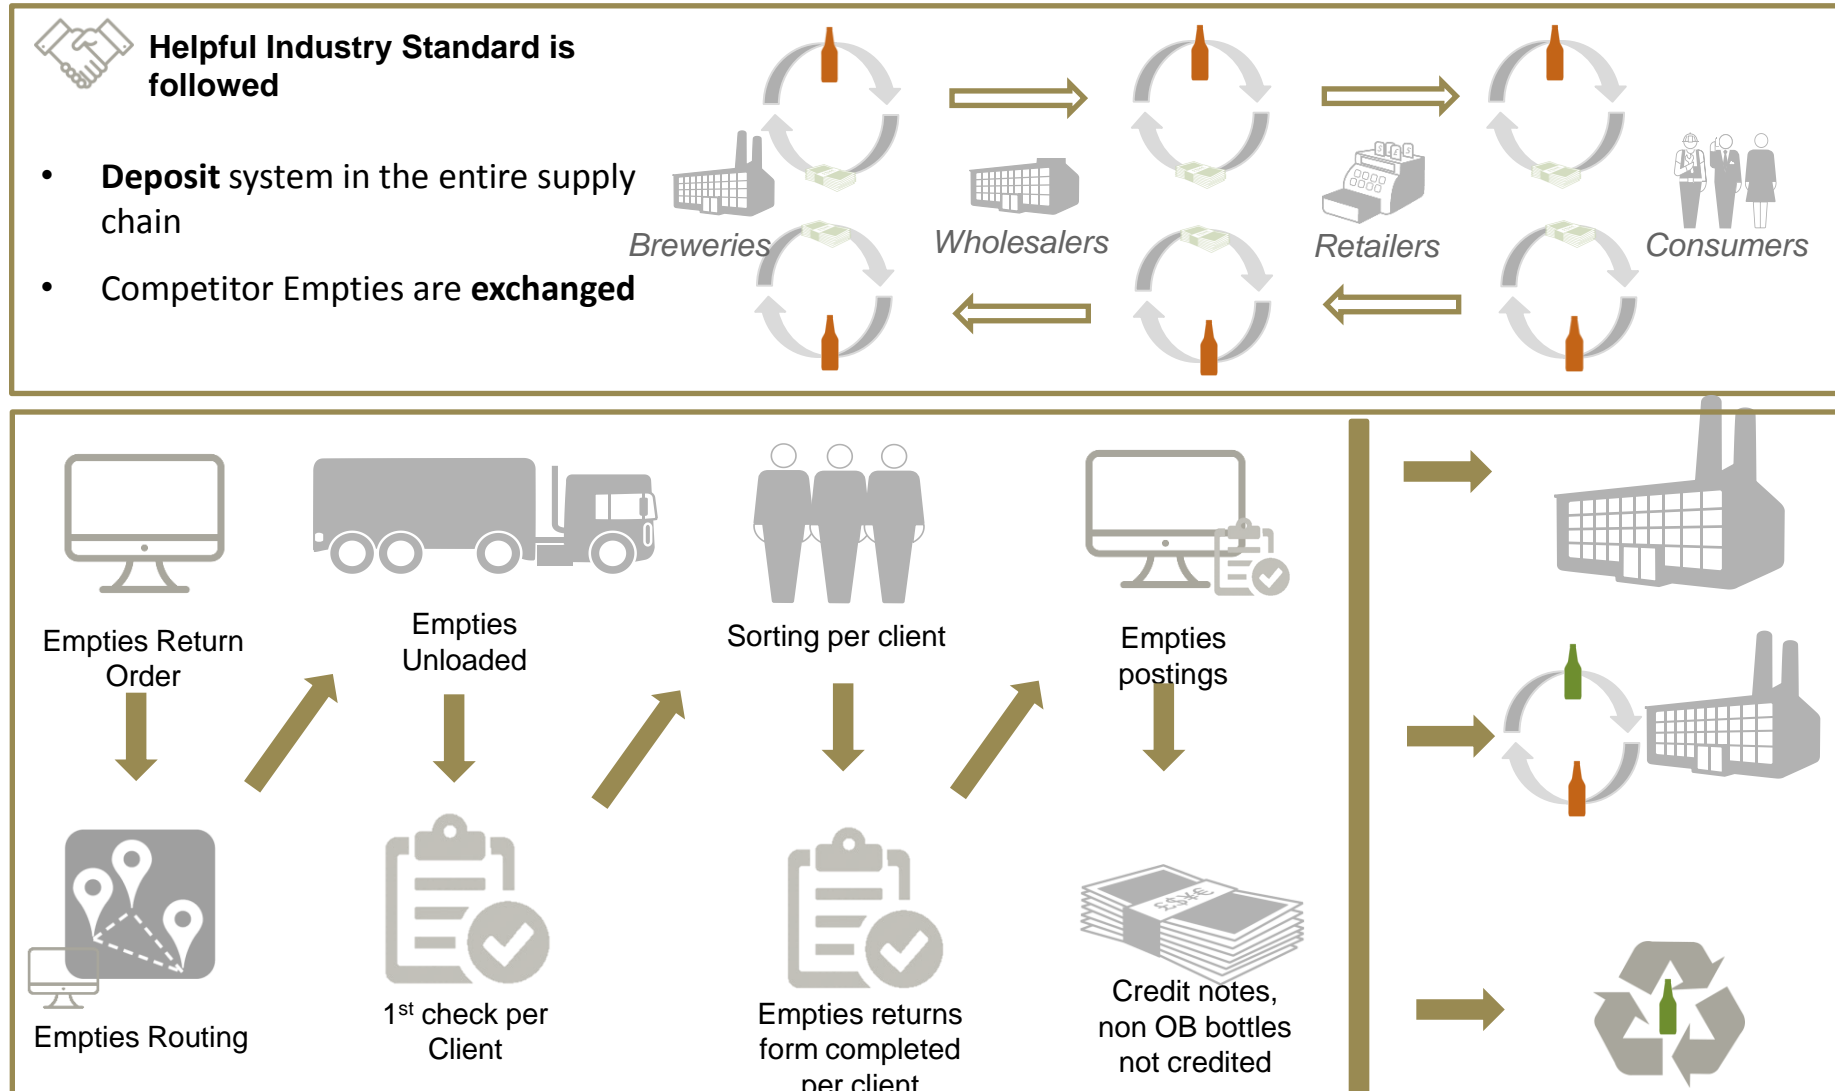 Helpful Industry Standard is
followed
• Deposit system in the entire supply
chain
• Competitor Empties are exchanged
Breweries
Wholesalers
Retailers
Consumers
Empties Return
Order
Empties
Unloaded
Sorting per client
Empties
postings
Empties Routing
1st check per
Client
Empties returns
form completed
per client
£$¥€
Credit notes,
non OB bottles
not credited